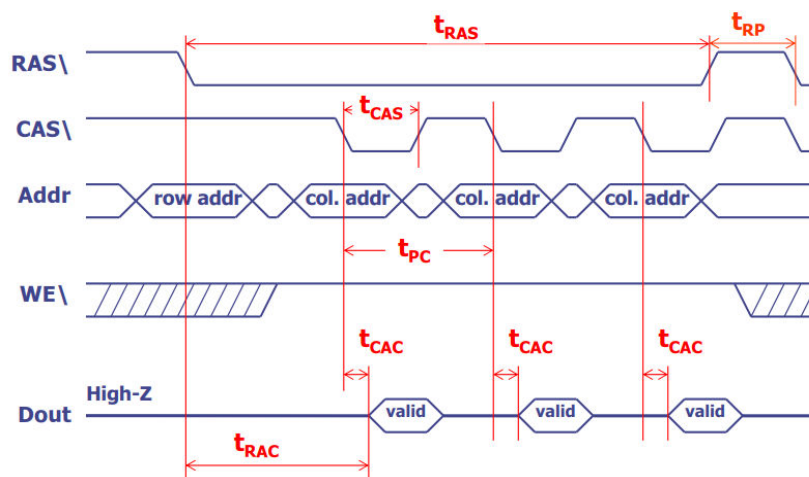 tRAS
tRP
RAS\
tCAS
CAS\
Addr
row addr
col. addr
col. addr
col. addr
tPC
WE\
tCAC
tCAC
tCAC
High-Z
Dout
valid
valid
valid
tRAC